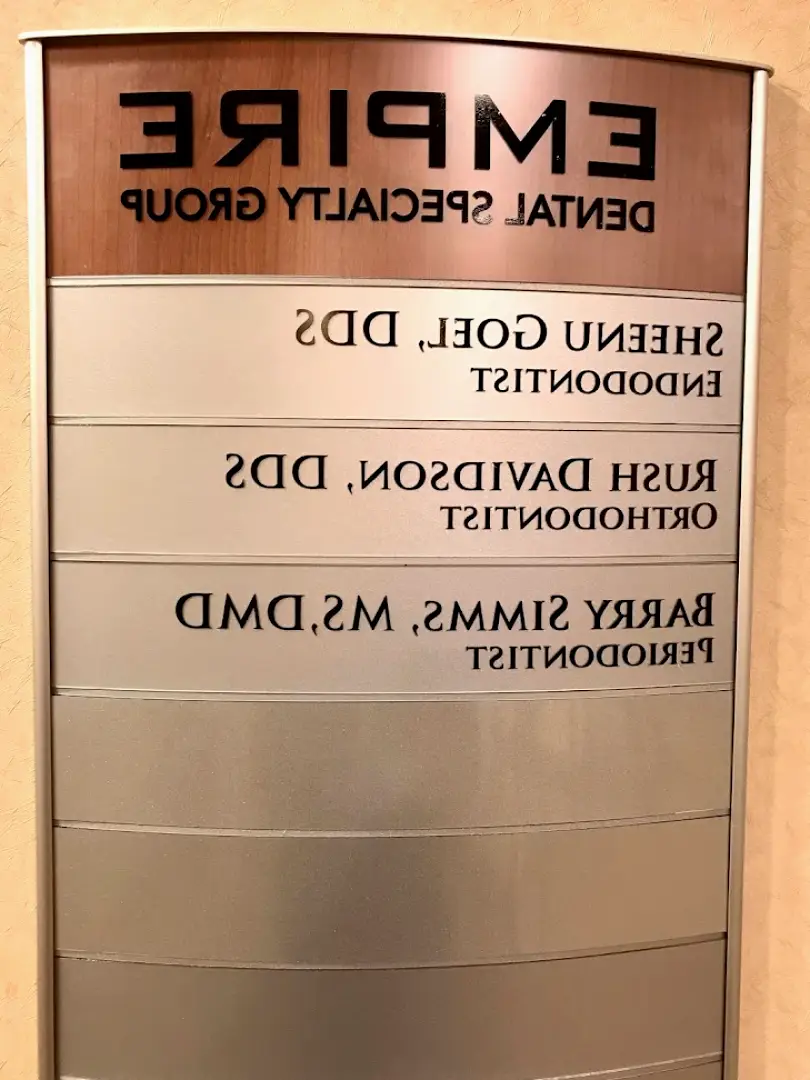 EMPIRE
DENTAL SPECIALTY GROUP
SHEENU GOEL, DDS
ENDODONTIST
RUSH DAVIDSON, DDS
ORTHODONTIST
BARRY SIMMS, MS,DMD
PERIODONTIST